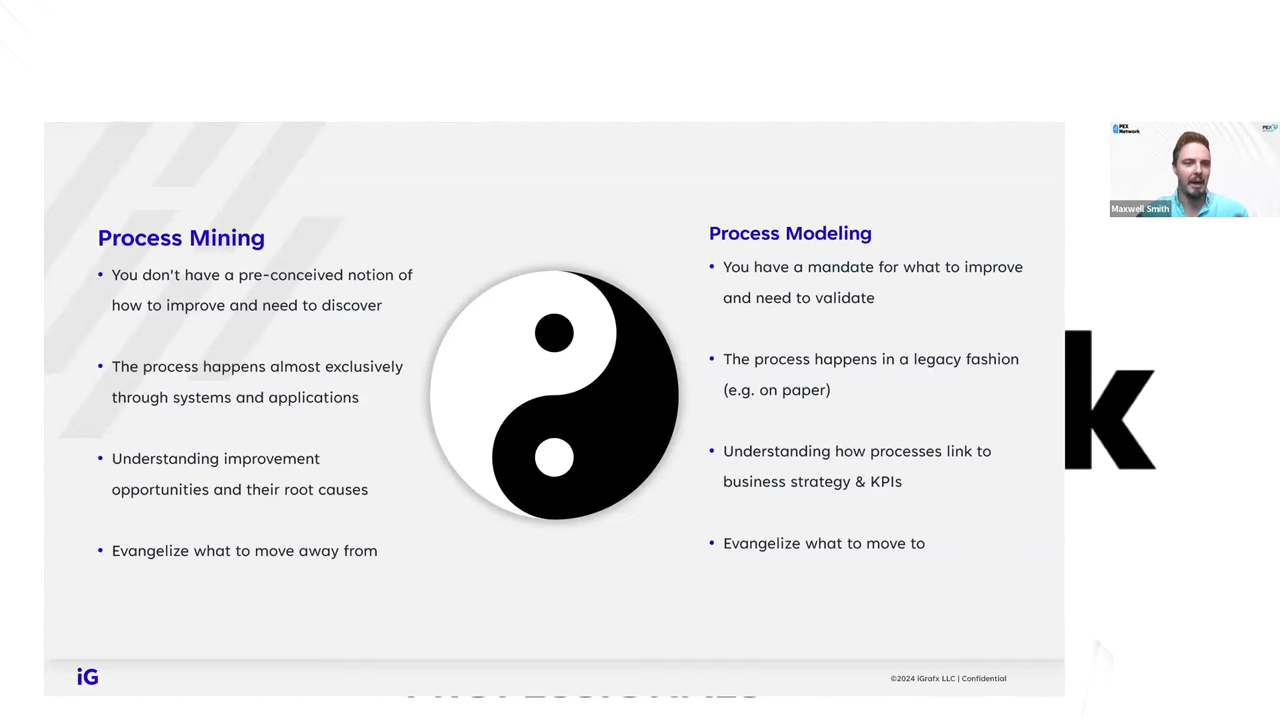 Process Mining
• You don't have a pre-conceived notion of
how to improve and need to discover
• The process happens almost exclusively
through systems and applications
• Understanding improvement
opportunities and their root causes
• Evangelize what to move away from
Process Modeling
• You have a mandate for what to improve
and need to validate
• The process happens in a legacy fashion
(e.g. on paper)
• Understanding how processes link to
business strategy & KPIs
• Evangelize what to move to
iG
©2024 iGrafx LLC | Confidential
PEX
Network
PEX
Maxwell Smith
k